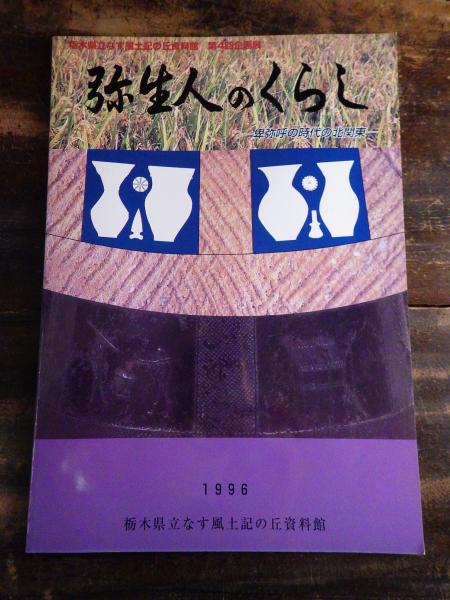 栃木県立なす風土記の丘資料館 第4回企画展
弥生人のくらし
―卑弥呼の時代の北関東―
1996
栃木県立なす風土記の丘資料館